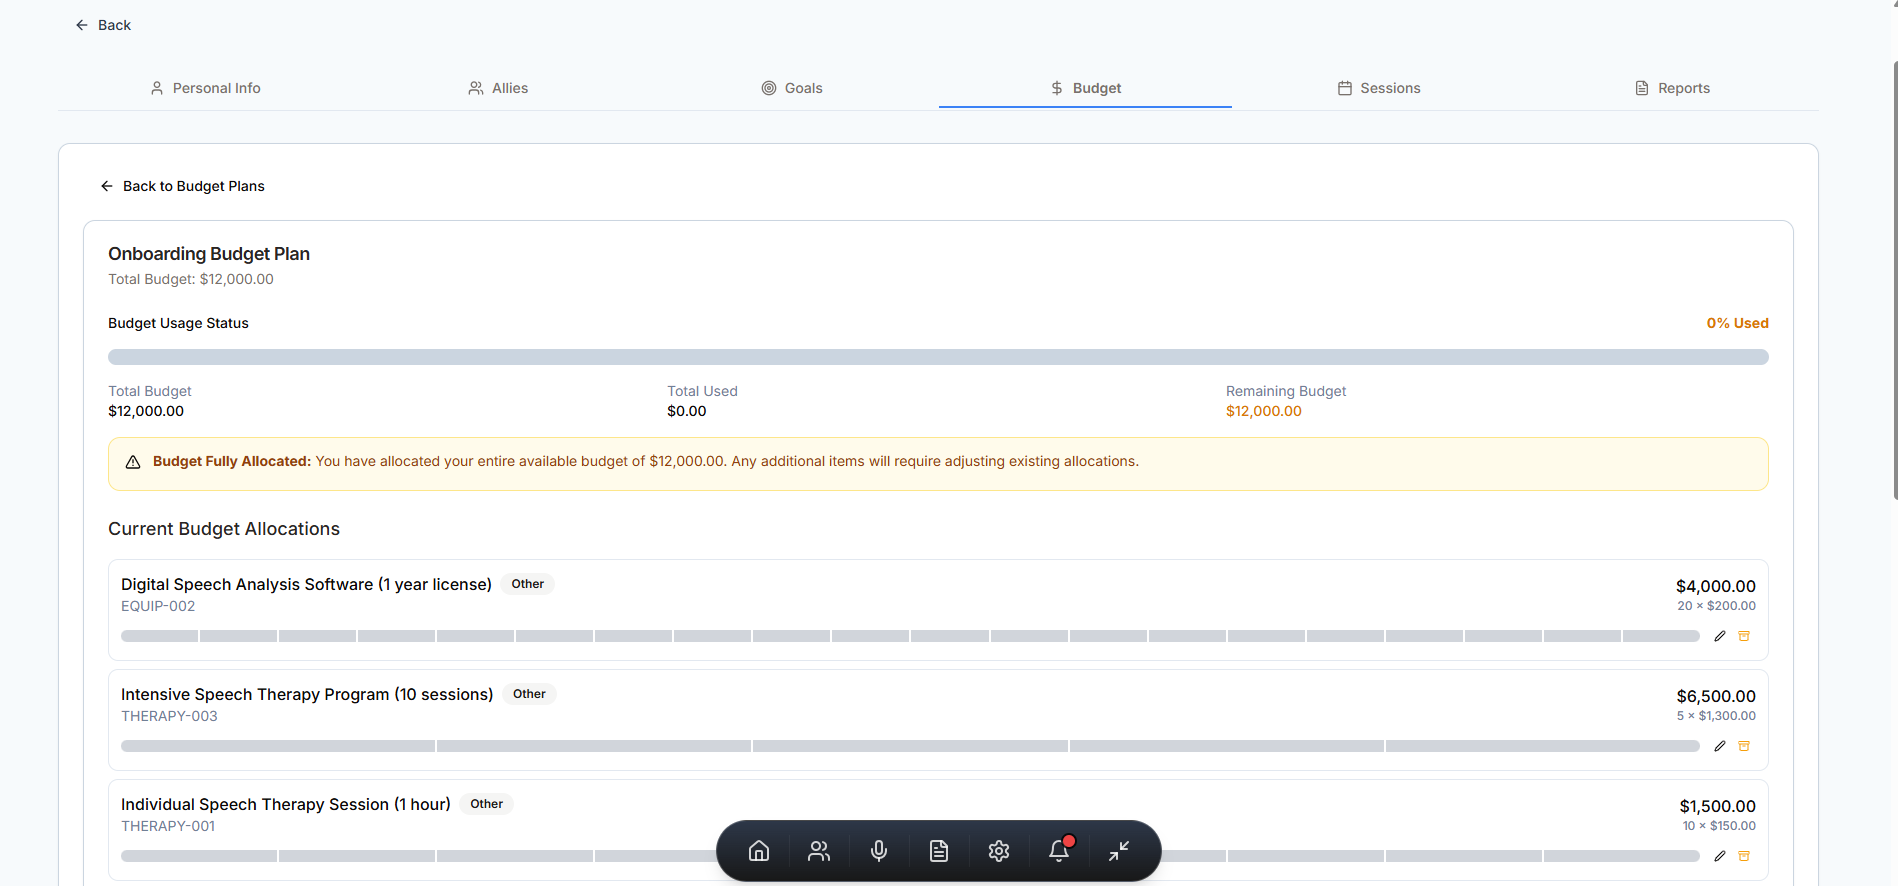 Back
Personal Info
Allies
Goals
Budget
Sessions
Reports
Back to Budget Plans
Onboarding Budget Plan
Total Budget: $12,000.00
Budget Usage Status
0% Used
Total Budget
$12,000.00
Total Used
$0.00
Remaining Budget
$12,000.00
Budget Fully Allocated: You have allocated your entire available budget of $12,000.00. Any additional items will require adjusting existing allocations.
Current Budget Allocations
Digital Speech Analysis Software (1 year license) Other
EQUIP-002
$4,000.00
20 × $200.00
Intensive Speech Therapy Program (10 sessions) Other
THERAPY-003
$6,500.00
5 × $1,300.00
Individual Speech Therapy Session (1 hour) Other
THERAPY-001
$1,500.00
10 × $150.00